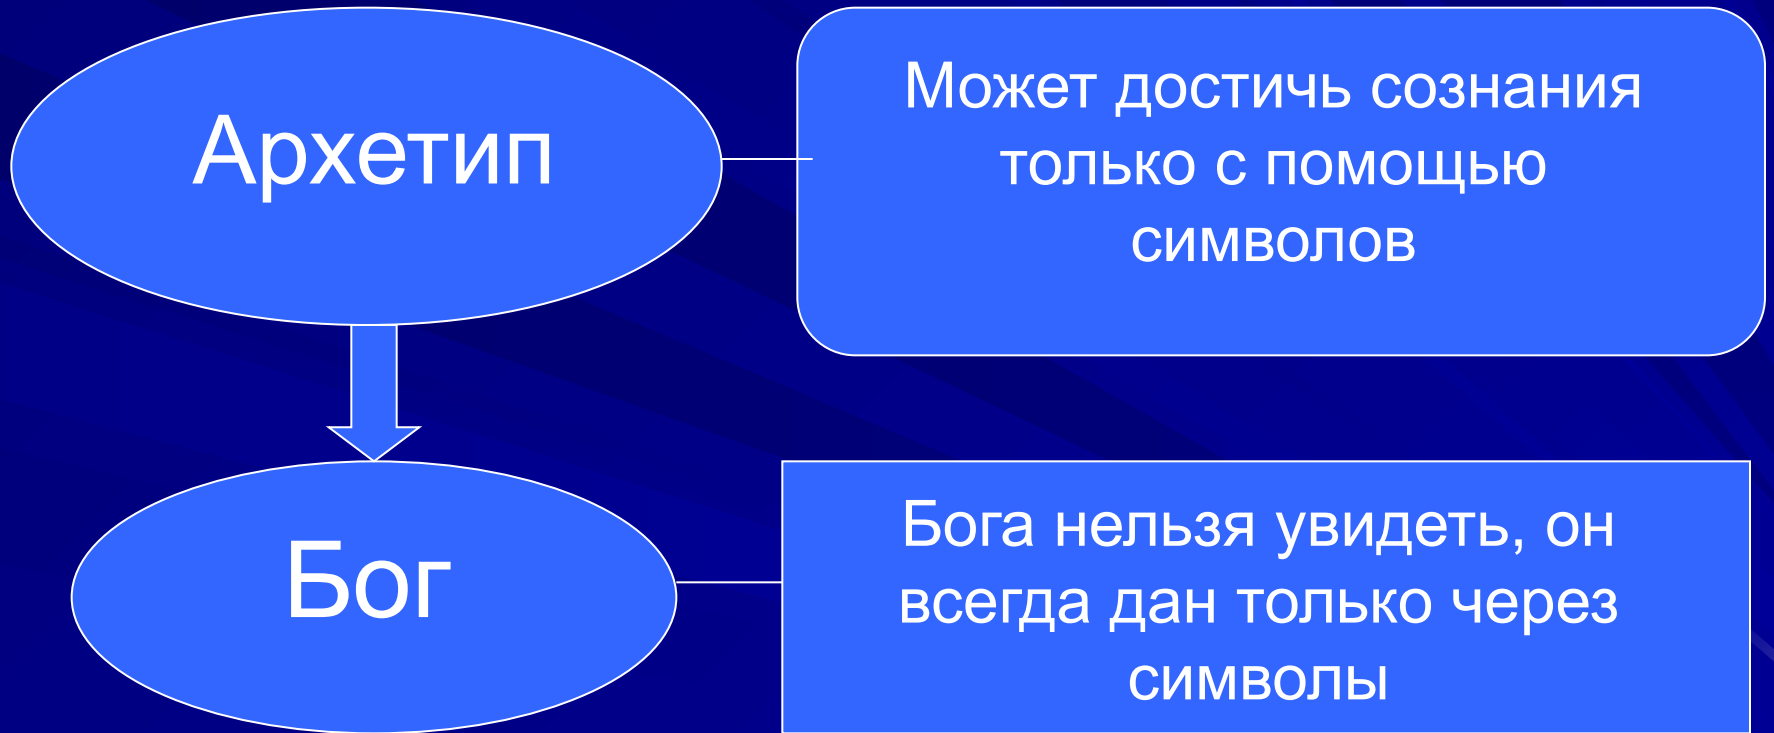 Архетип
Может достичь сознания
только с помощью
символов
Бог
Бога нельзя увидеть, он
всегда дан только через
символы